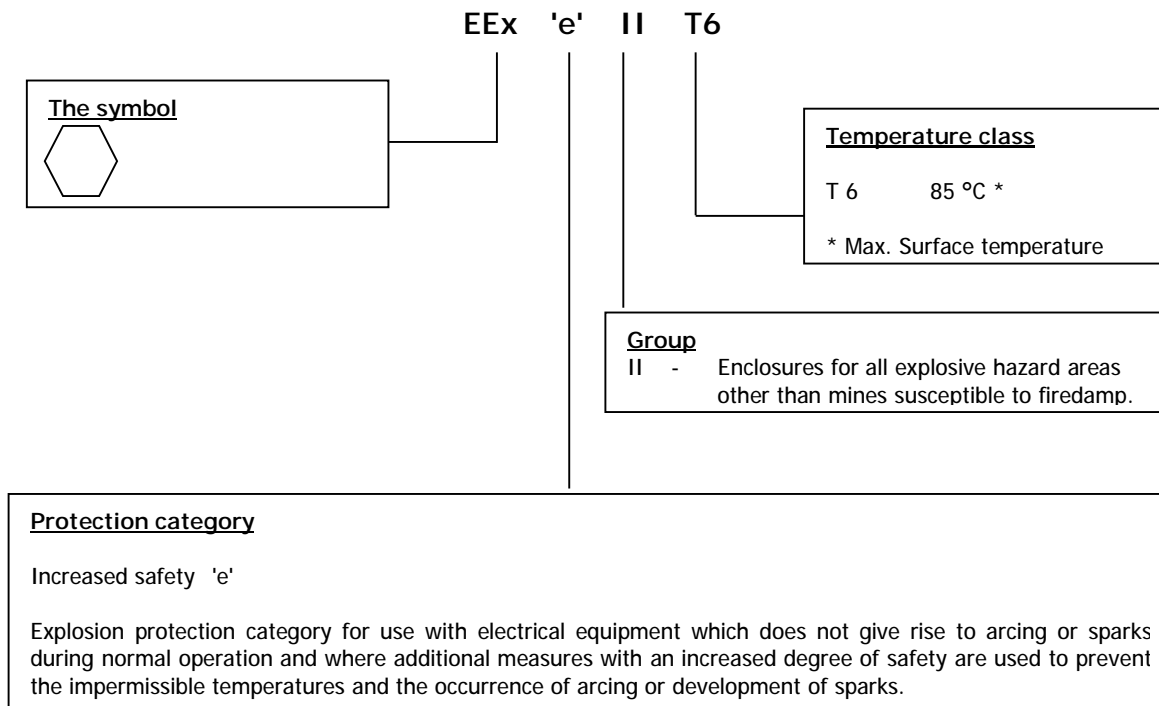 EEx 'e' II T6
The symbol
Temperature class
T 6 85 °C *
* Max. Surface temperature
Group
II - Enclosures for all explosive hazard areas
other than mines susceptible to firedamp.
Protection category
Increased safety 'e'
Explosion protection category for use with electrical equipment which does not give rise to arcing or sparks
during normal operation and where additional measures with an increased degree of safety are used to prevent
the impermissible temperatures and the occurrence of arcing or development of sparks.